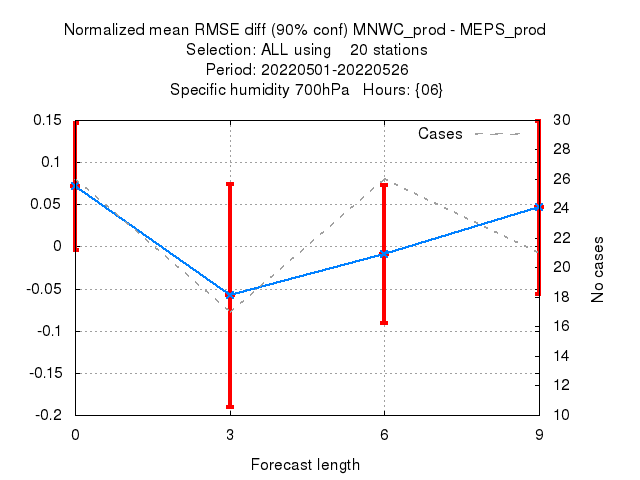 Normalized mean RMSE diff (90% conf) MNWC_prod - MEPS_prod
Selection: ALL using    20 stations
Period: 20220501-20220526
Specific humidity 700hPa   Hours: {06}
Cases
0.15
0.1
0.05
0
-0.05
-0.1
-0.15
-0.2
30
28
26
24
22
20
18
16
14
12
10
No cases
0 3 6 9
Forecast length